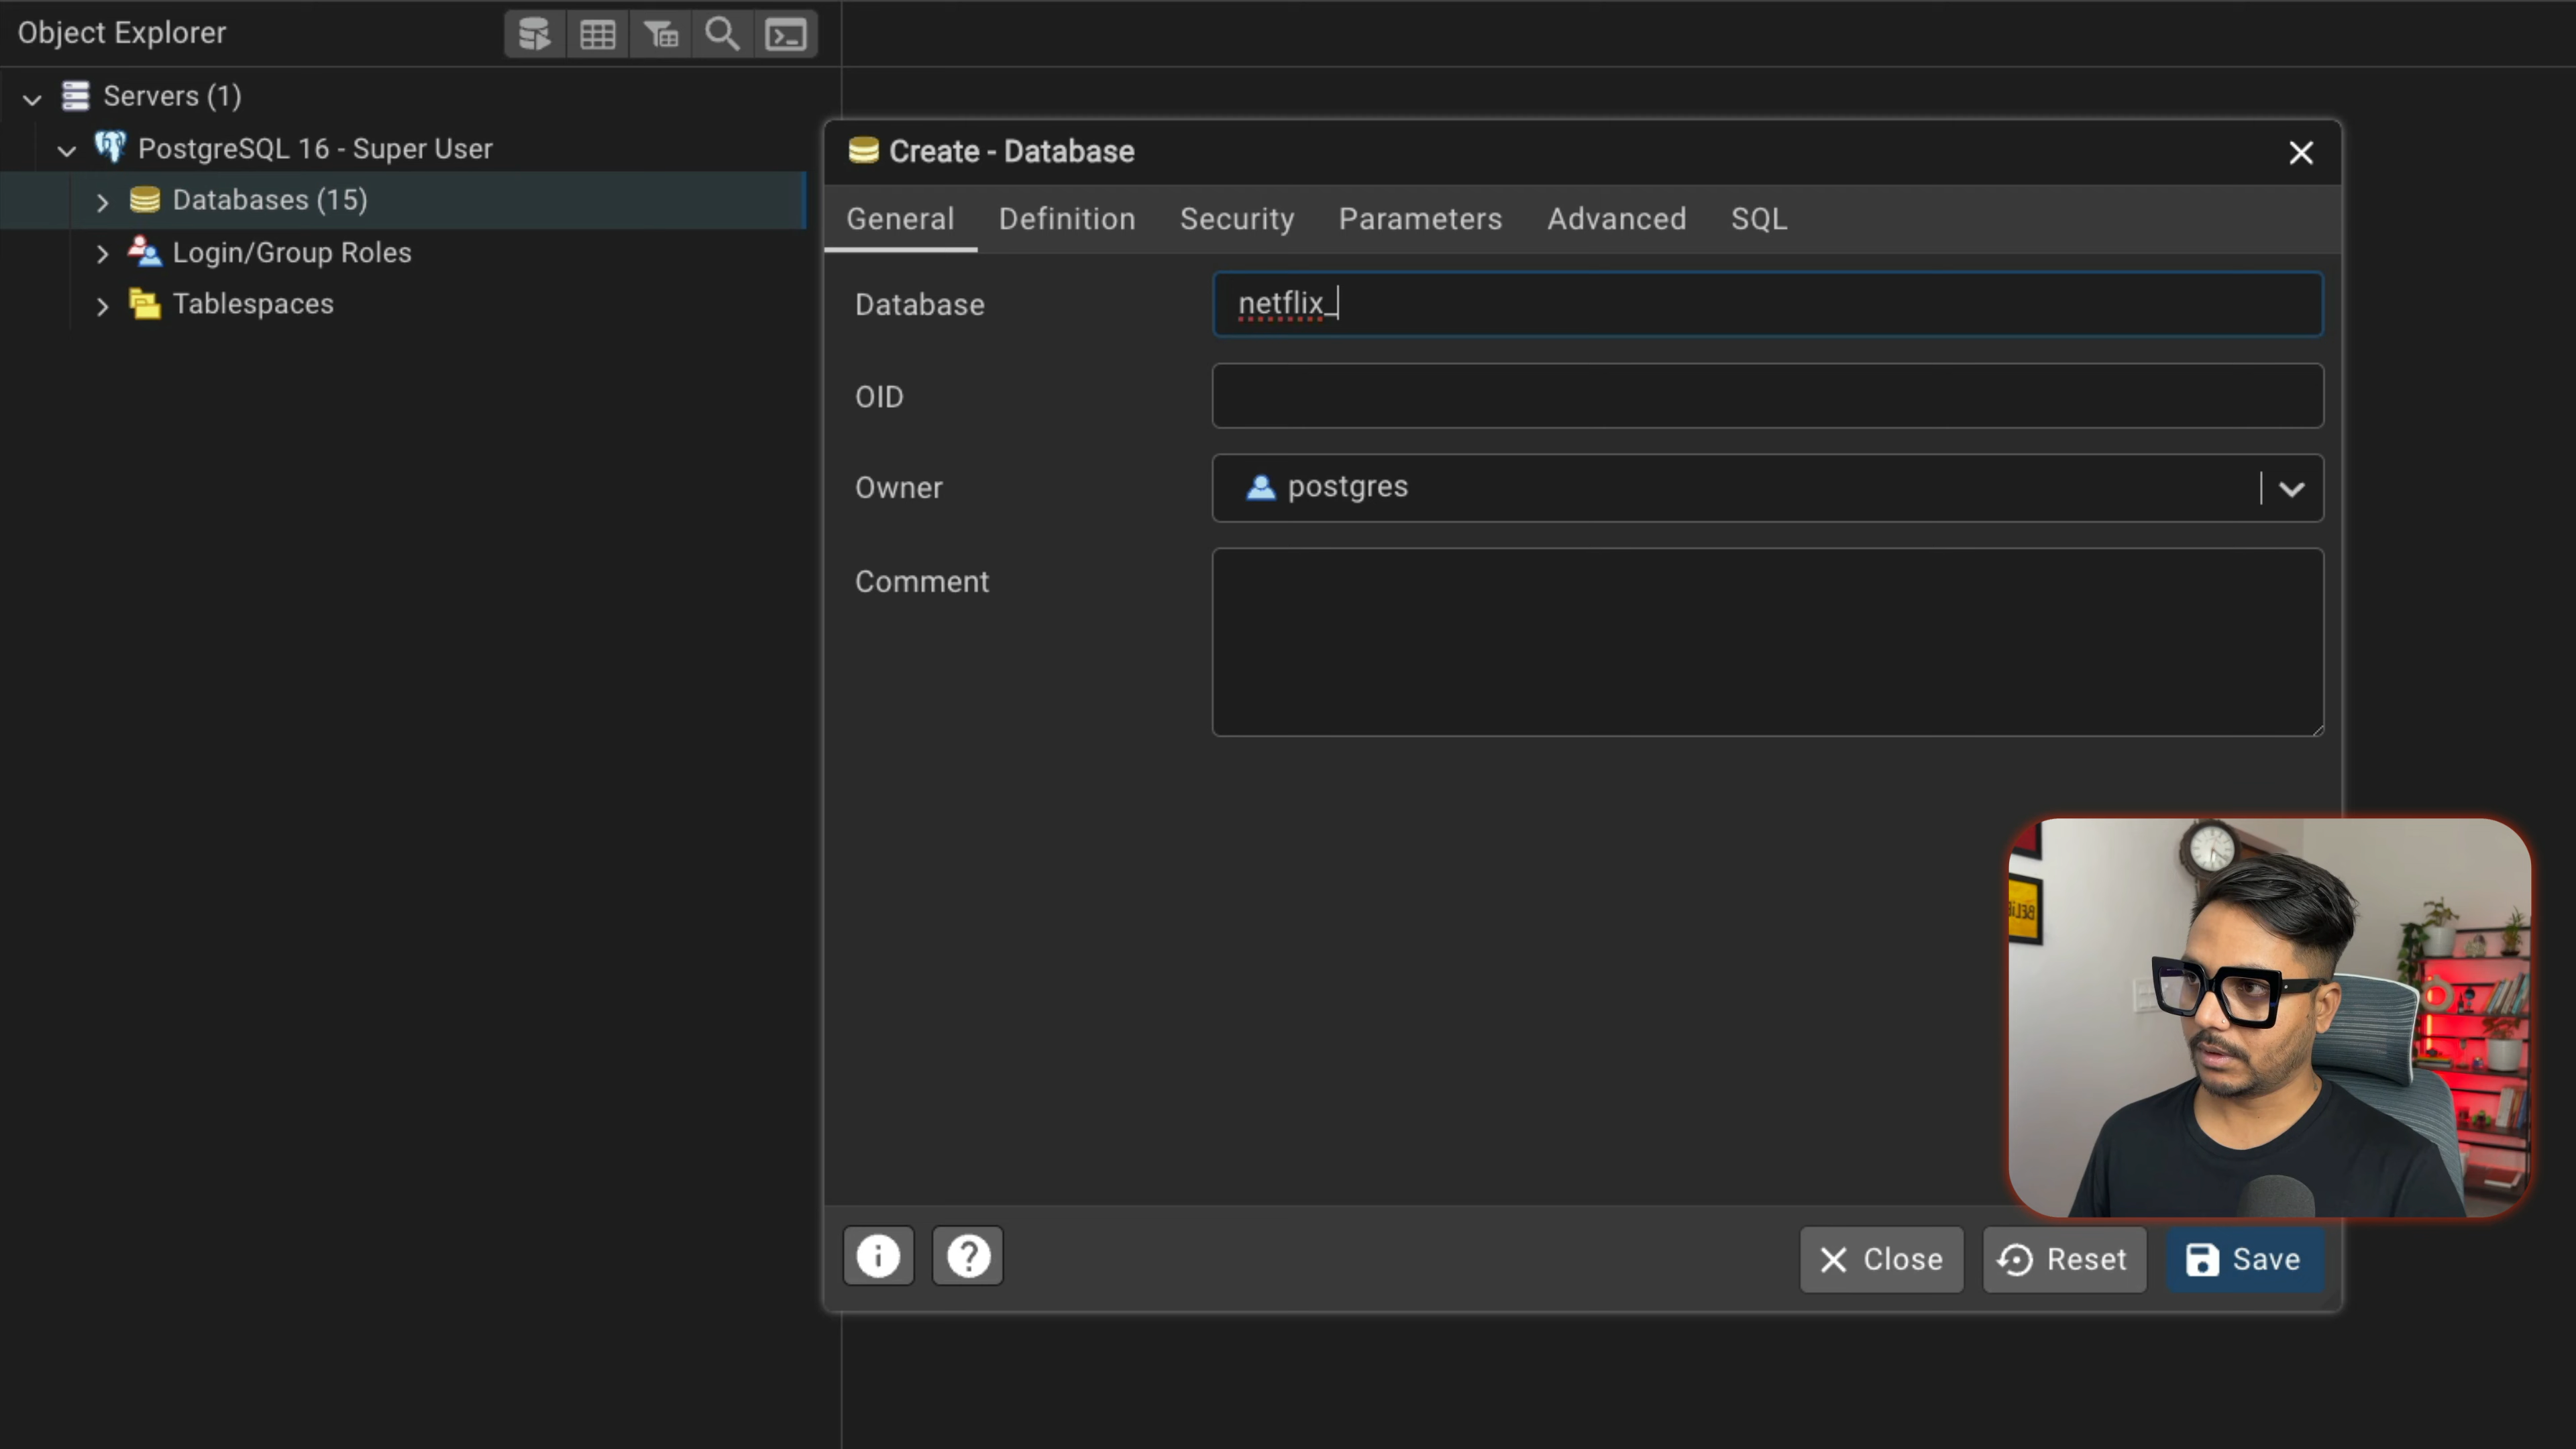 Object Explorer
Servers (1)
PostgreSQL 16 - Super User
Databases (15)
Login/Group Roles
Tablespaces
Create - Database
General Definition Security Parameters Advanced SQL
Database netflix_
OID
Owner postgres
Comment
Close Reset Save